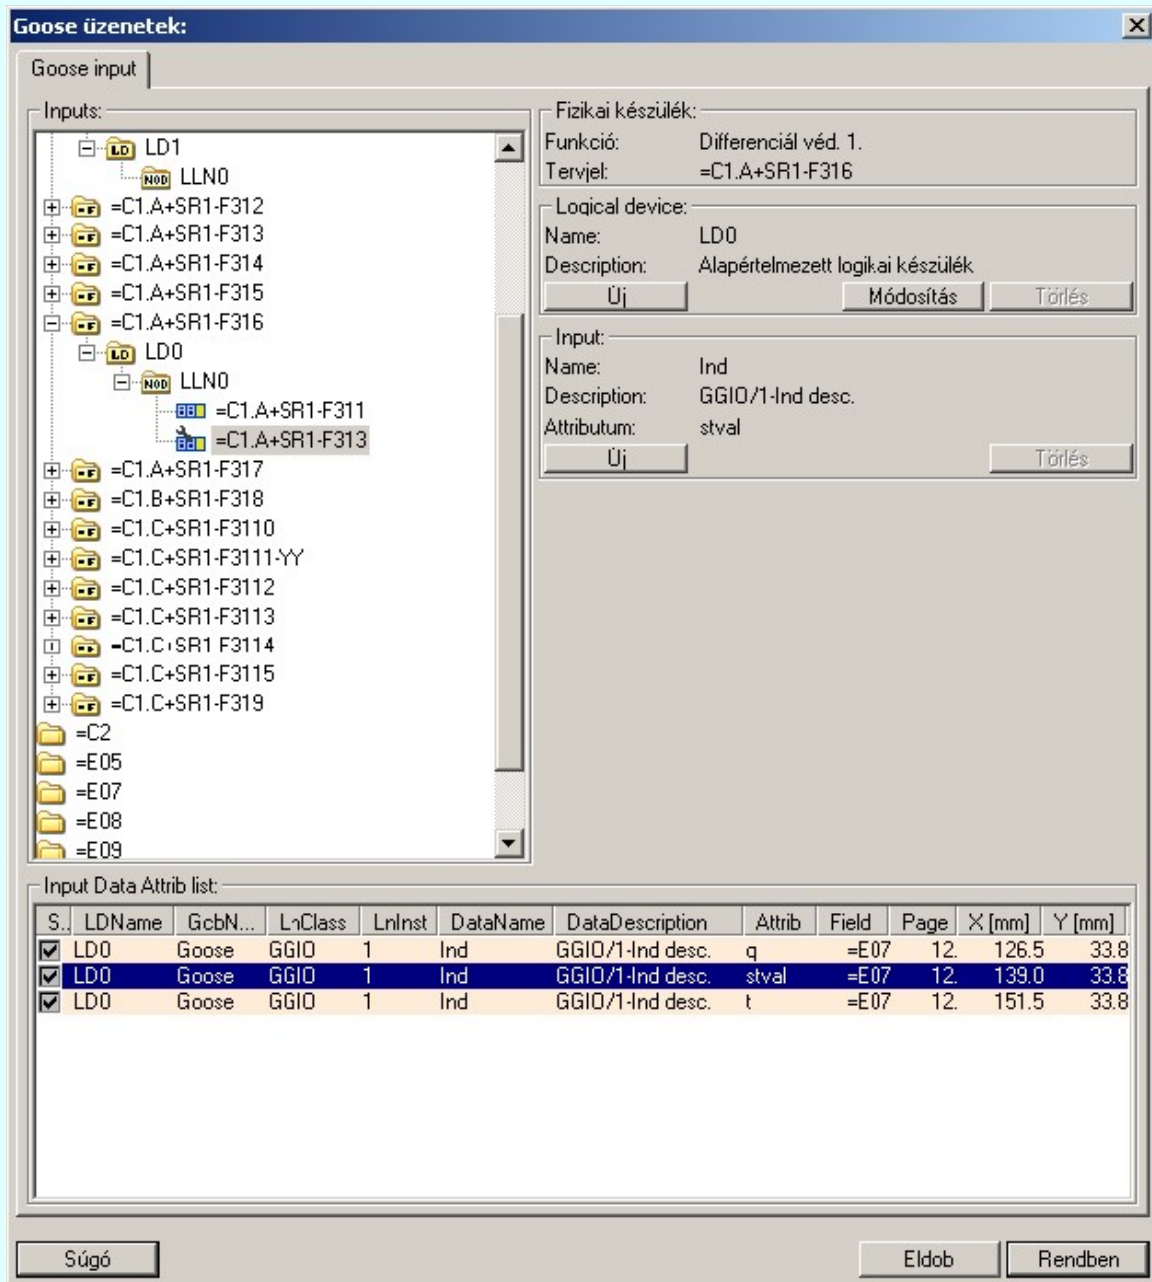 Goose üzenetek:
Goose input
Inputs:
LD1
LLN0
=C1.A+SR1-F312
=C1.A+SR1-F313
=C1.A+SR1-F314
=C1.A+SR1-F315
=C1.A+SR1-F316
LD0
LLN0
=C1.A+SR1-F311
=C1.A+SR1-F313
=C1.A+SR1-F317
=C1.B+SR1-F318
=C1.C+SR1-F3110
=C1.C+SR1-F3111-YY
=C1.C+SR1-F3112
=C1.C+SR1-F3113
=C1.C+SR1-F3114
=C1.C+SR1-F3115
=C1.C+SR1-F319
=C2
=E05
=E07
=E08
=E09
Fizikai készülék:
Funkció: Differenciál véd. 1.
Tervjel: =C1.A+SR1-F316
Logical device:
Name: LD0
Description: Alapértelmezett logikai készülék
Új Módosítás Törlés
Input:
Name: Ind
Description: GGIO/1-Ind desc.
Attributum: stval
Új Törlés
Input Data Attrib list:
S.. LDName GcbN... LnClass LnInst DataName DataDescription Attrib Field Page X [mm] Y [mm]
LD0 Goose GGIO 1 Ind GGIO/1-Ind desc. q =E07 12. 126.5 33.8
LD0 Goose GGIO 1 Ind GGIO/1-Ind desc. stval =E07 12. 139.0 33.8
LD0 Goose GGIO 1 Ind GGIO/1-Ind desc. t =E07 12. 151.5 33.8
Súgó Eldob Rendben